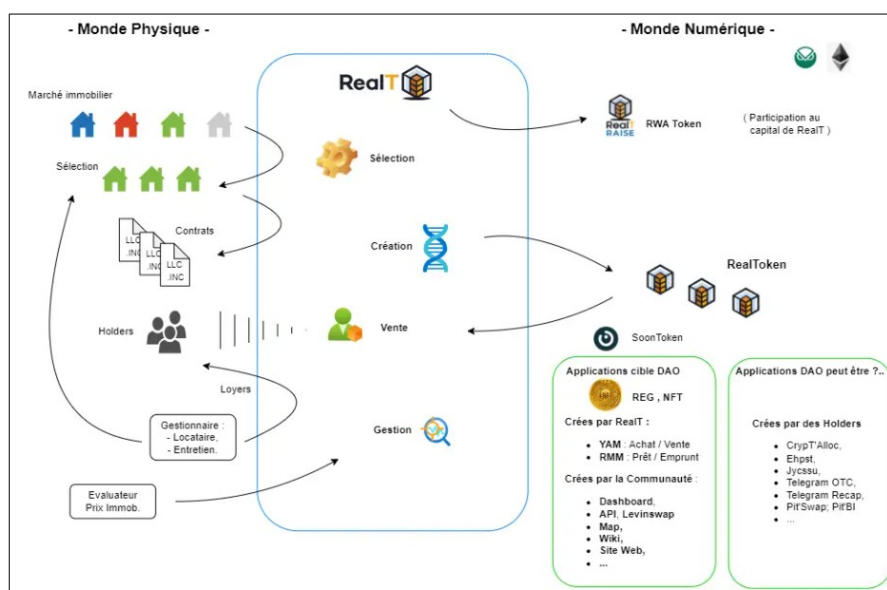 - Monde Physique -
- Monde Numérique -
RealT
Marché immobilier
Sélection
Contrats
LLC
.INC
LLC
.INC
LLC
.INC
Holders
Loyers
Gestionnaire :
- Locataire,
- Entretien.
Evaluateur
Prix Immob.
Sélection
Création
Vente
Gestion
RealT
RAISE
RWA Token
( Participation au
capital de RealT )
RealToken
SoonToken
Applications cible DAO
REG , NFT
Crées par RealT :
• YAM : Achat / Vente
• RMM : Prêt / Emprunt
Crées par la Communauté :
• Dashboard,
• API, Levinswap
• Map,
• Wiki,
• Site Web,
• ...
Applications DAO peut être ?..
Crées par des Holders
• CrypT'Alloc,
• Ehpst,
• Jycssu,
• Telegram OTC,
• Telegram Recap,
• Pit'Swap; Pit'BI
• ...